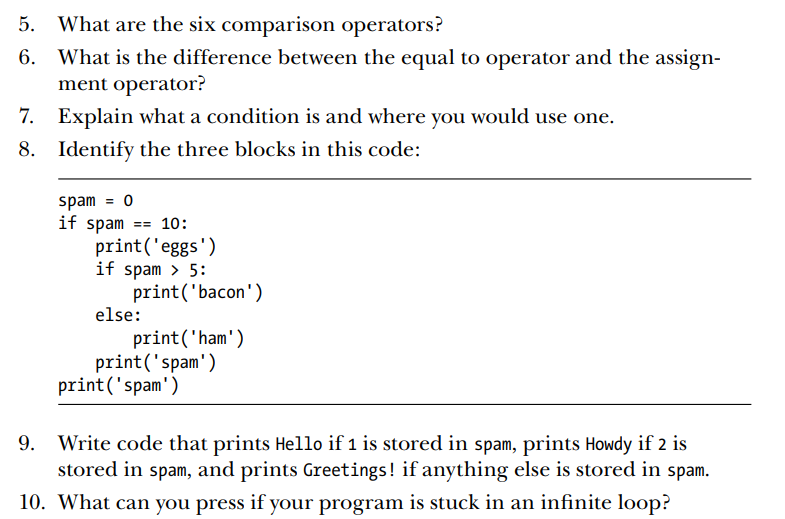 5. What are the six comparison operators?
6. What is the difference between the equal to operator and the assign-
ment operator?
7. Explain what a condition is and where you would use one.
8. Identify the three blocks in this code:
spam = 0
if spam == 10:
    print('eggs')
    if spam > 5:
        print('bacon')
    else:
        print('ham')
    print('spam')
print('spam')
9. Write code that prints Hello if 1 is stored in spam, prints Howdy if 2 is
stored in spam, and prints Greetings! if anything else is stored in spam.
10. What can you press if your program is stuck in an infinite loop?